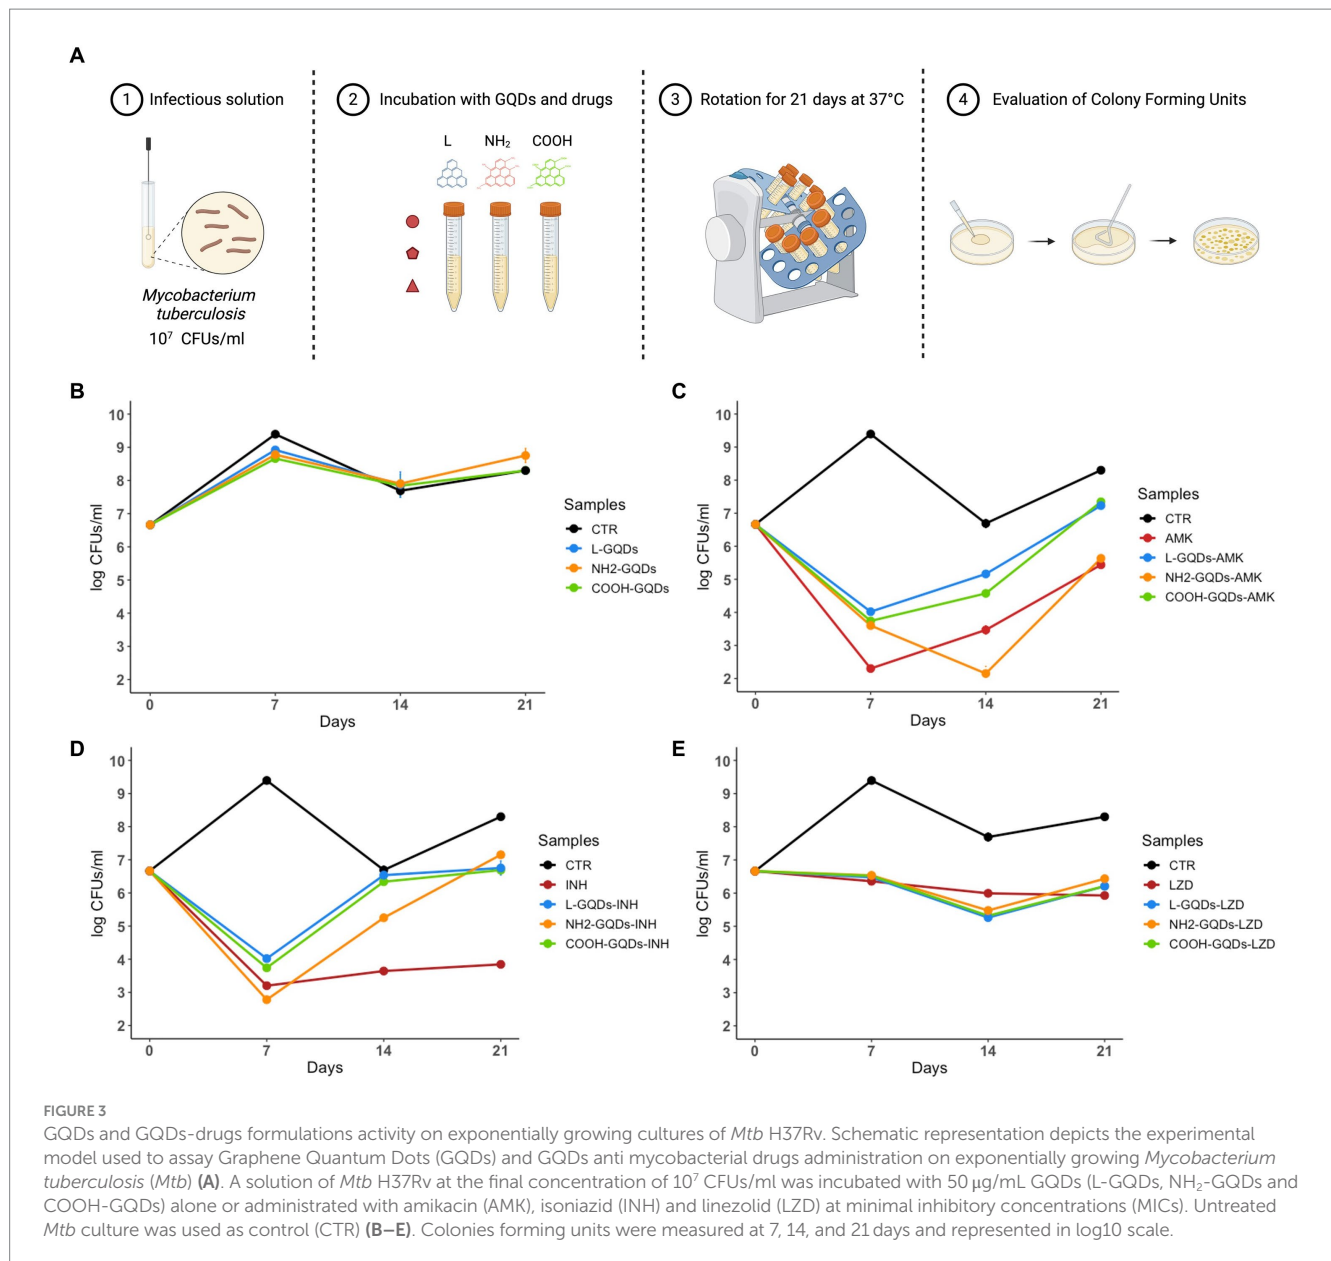 A
1 Infectious solution
Mycobacterium
tuberculosis
10⁷ CFUs/ml
2 Incubation with GQDs and drugs
L NH₂ COOH
3 Rotation for 21 days at 37°C
4 Evaluation of Colony Forming Units
B
log CFUs/ml
10
9
8
7
6
5
4
3
2
0 7 14 21
Days
Samples
CTR
L-GQDs
NH2-GQDs
COOH-GQDs
C
log CFUs/ml
10
9
8
7
6
5
4
3
2
0 7 14 21
Days
Samples
CTR
AMK
L-GQDs-AMK
NH2-GQDs-AMK
COOH-GQDs-AMK
D
log CFUs/ml
10
9
8
7
6
5
4
3
2
0 7 14 21
Days
Samples
CTR
INH
L-GQDs-INH
NH2-GQDs-INH
COOH-GQDs-INH
E
log CFUs/ml
10
9
8
7
6
5
4
3
2
0 7 14 21
Days
Samples
CTR
LZD
L-GQDs-LZD
NH2-GQDs-LZD
COOH-GQDs-LZD
FIGURE 3
GQDs and GQDs-drugs formulations activity on exponentially growing cultures of Mtb H37Rv. Schematic representation depicts the experimental
model used to assay Graphene Quantum Dots (GQDs) and GQDs anti mycobacterial drugs administration on exponentially growing Mycobacterium
tuberculosis (Mtb) (A). A solution of Mtb H37Rv at the final concentration of 10⁷ CFUs/ml was incubated with 50 μg/mL GQDs (L-GQDs, NH₂-GQDs and
COOH-GQDs) alone or administrated with amikacin (AMK), isoniazid (INH) and linezolid (LZD) at minimal inhibitory concentrations (MICs). Untreated
Mtb culture was used as control (CTR) (B–E). Colonies forming units were measured at 7, 14, and 21 days and represented in log10 scale.